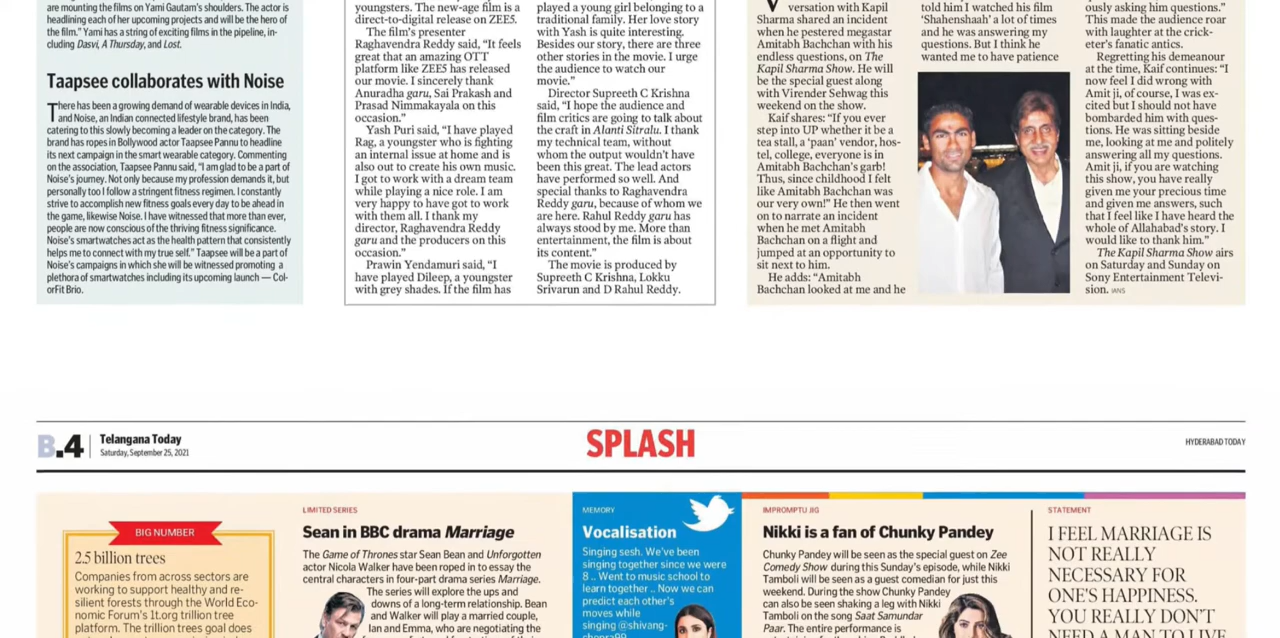 are mounting the films on Yami Gautam's shoulders. The actor is
headlining each of her upcoming projects and will be the hero of
the film." Yami has a string of exciting films in the pipeline, in-
cluding Dasvi, A Thursday, and Lost.
Taapsee collaborates with Noise
There has been a growing demand of wearable devices in India,
and Noise, an Indian connected lifestyle brand, has been
catering to this slowly becoming a leader on the category. The
brand has ropes in Bollywood actor Taapsee Pannu to headline
its next campaign in the smart wearable category. Commenting
on the association, Taapsee Pannu said, "I am glad to be a part of
Noise's journey. Not only because my profession demands it, but
personally too I follow a stringent fitness regimen. I constantly
strive to accomplish new fitness goals every day to be ahead in
the game, likewise Noise. I have witnessed that more than ever,
people are now conscious of the thriving fitness significance.
Noise's smartwatches act as the health pattern that consistently
helps me to connect with my true self." Taapsee will be a part of
Noise's campaigns in which she will be witnessed promoting a
plethora of smartwatches including its upcoming launch — Col-
orFit Brio.
youngsters. The new-age film is a
direct-to-digital release on ZEE5.
The film's presenter
Raghavendra Reddy said, "It feels
great that an amazing OTT
platform like ZEE5 has released
our movie. I sincerely thank
Anuradha garu, Sai Prakash and
Prasad Nimmakayala on this
occasion."
Yash Puri said, "I have played
Rag, a youngster who is fighting
an internal issue at home and is
also out to create his own music.
I got to work with a dream team
while playing a nice role. I am
very happy to have got to work
with them all. I thank my
director, Raghavendra Reddy
garu and the producers on this
occasion."
Prawin Yendamuri said, "I
have played Dileep, a youngster
with grey shades. If the film has
played a young girl belonging to a
traditional family. Her love story
with Yash is quite interesting.
Besides our story, there are three
other stories in the movie. I urge
the audience to watch our
movie."
Director Supreeth C Krishna
said, "I hope the audience and
film critics are going to talk about
the craft in Alanti Sitralu. I thank
my technical team, without
whom the output wouldn't have
been this great. The lead actors
have performed so well. And
special thanks to Raghavendra
Reddy garu, because of whom we
are here. Rahul Reddy garu has
always stood by me. More than
entertainment, the film is about
its content."
The movie is produced by
Supreeth C Krishna, Lokku
Srivarun and D Rahul Reddy.
versation with Kapil
Sharma shared an incident
when he pestered megastar
Amitabh Bachchan with his
endless questions, on The
Kapil Sharma Show. He will
be the special guest along
with Virender Sehwag this
weekend on the show.
Kaif shares: "If you ever
step into UP whether it be a
tea stall, a 'paan' vendor, hos-
tel, college, everyone is in
Amitabh Bachchan's garb!
Thus, since childhood I felt
like Amitabh Bachchan was
our very own!" He then went
on to narrate an incident
when he met Amitabh
Bachchan on a flight and
jumped at an opportunity to
sit next to him.
He adds: "Amitabh
Bachchan looked at me and he
told him I watched his film
'Shahenshaah' a lot of times
and he was answering my
questions. But I think he
wanted me to have patience
ously asking him questions."
This made the audience roar
with laughter at the crick-
eter's fanatic antics.
Regretting his demeanour
at the time, Kaif continues: "I
now feel I did wrong with
Amit ji, of course, I was ex-
cited but I should not have
bombarded him with ques-
tions. He was sitting beside
me, looking at me and politely
answering all my questions.
Amit ji, if you are watching
this show, you have really
given me your precious time
and given me answers, such
that I feel like I have heard the
whole of Allahabad's story. I
would like to thank him."
The Kapil Sharma Show airs
on Saturday and Sunday on
Sony Entertainment Televi-
sion. IANS
B.4
Telangana Today
Saturday, September 25, 2021
SPLASH
HYDERABAD TODAY
BIG NUMBER
2.5 billion trees
Companies from across sectors are
working to support healthy and re-
silient forests through the World Eco-
nomic Forum's 1t.org trillion tree
platform. The trillion trees goal does
LIMITED SERIES
Sean in BBC drama Marriage
The Game of Thrones star Sean Bean and Unforgotten
actor Nicola Walker have been roped in to essay the
central characters in four-part drama series Marriage.
The series will explore the ups and
downs of a long-term relationship. Bean
and Walker will play a married couple,
Ian and Emma, who are negotiating the
MEMORY
Vocalisation
Singing sesh. We've been
singing together since we were
8 .. Went to music school to
learn together .. Now we can
predict each other's
moves while
singing @shivang-
IMPROMPTU JIG
Nikki is a fan of Chunky Pandey
Chunky Pandey will be seen as the special guest on Zee
Comedy Show during this Sunday's episode, while Nikki
Tamboli will be seen as a guest comedian for just this
weekend. During the show Chunky Pandey
can also be seen shaking a leg with Nikki
Tamboli on the song Saat Samundar
Paar. The entire performance is
STATEMENT
I FEEL MARRIAGE IS
NOT REALLY
NECESSARY FOR
ONE'S HAPPINESS.
YOU REALLY DON'T
NEED A MAN TO LIVE